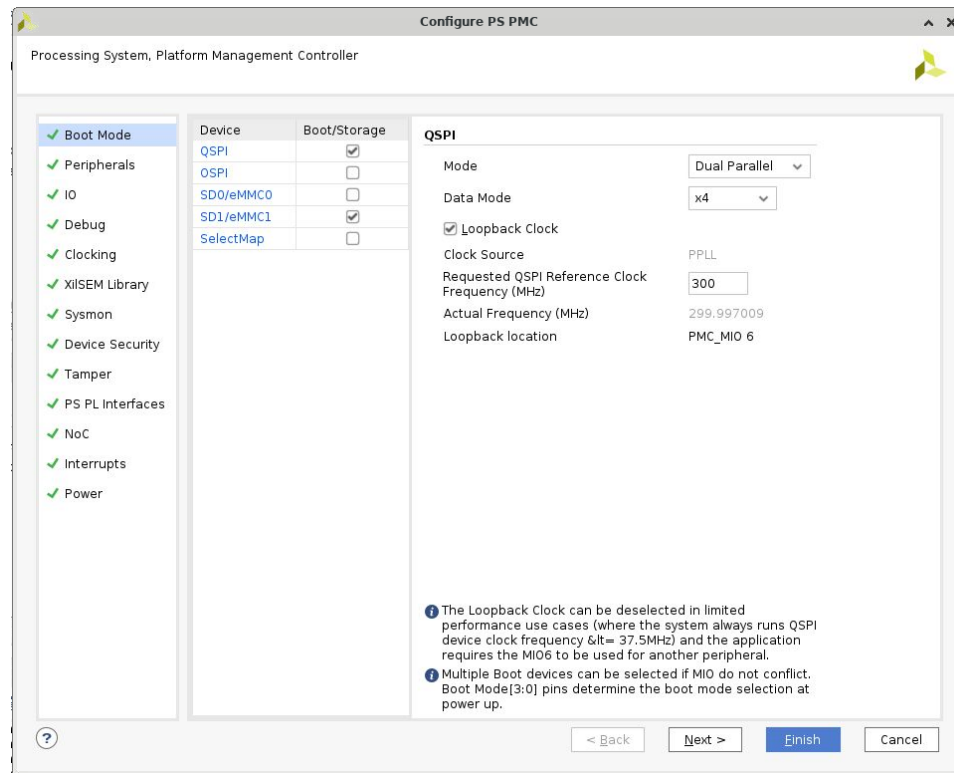 Configure PS PMC
Processing System, Platform Management Controller
Boot Mode
Peripherals
IO
Debug
Clocking
XilSEM Library
Sysmon
Device Security
Tamper
PS PL Interfaces
NoC
Interrupts
Power
Device Boot/Storage
QSPI
OSPI
SD0/eMMC0
SD1/eMMC1
SelectMap
QSPI
Mode Dual Parallel
Data Mode x4
Loopback Clock
Clock Source PPLL
Requested QSPI Reference Clock
Frequency (MHz) 300
Actual Frequency (MHz) 299.997009
Loopback location PMC_MIO 6
The Loopback Clock can be deselected in limited
performance use cases (where the system always runs QSPI
device clock frequency &lt= 37.5MHz) and the application
requires the MIO6 to be used for another peripheral.
Multiple Boot devices can be selected if MIO do not conflict.
Boot Mode[3:0] pins determine the boot mode selection at
power up.
? < Back Next > Finish Cancel